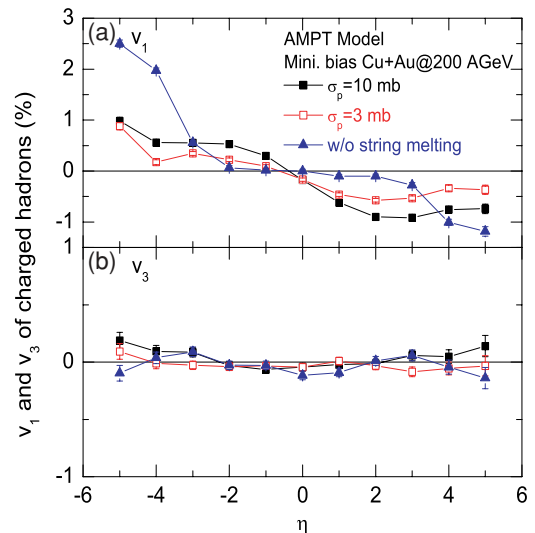 (a) v₁
AMPT Model
Mini. bias Cu+Au@200 AGeV
σₚ=10 mb
σₚ=3 mb
w/o string melting
3
2
1
0
-1
1
(b) v₃
0
-1
-6 -4 -2 0 2 4 6
η
v₁ and v₃ of charged hadrons (%)